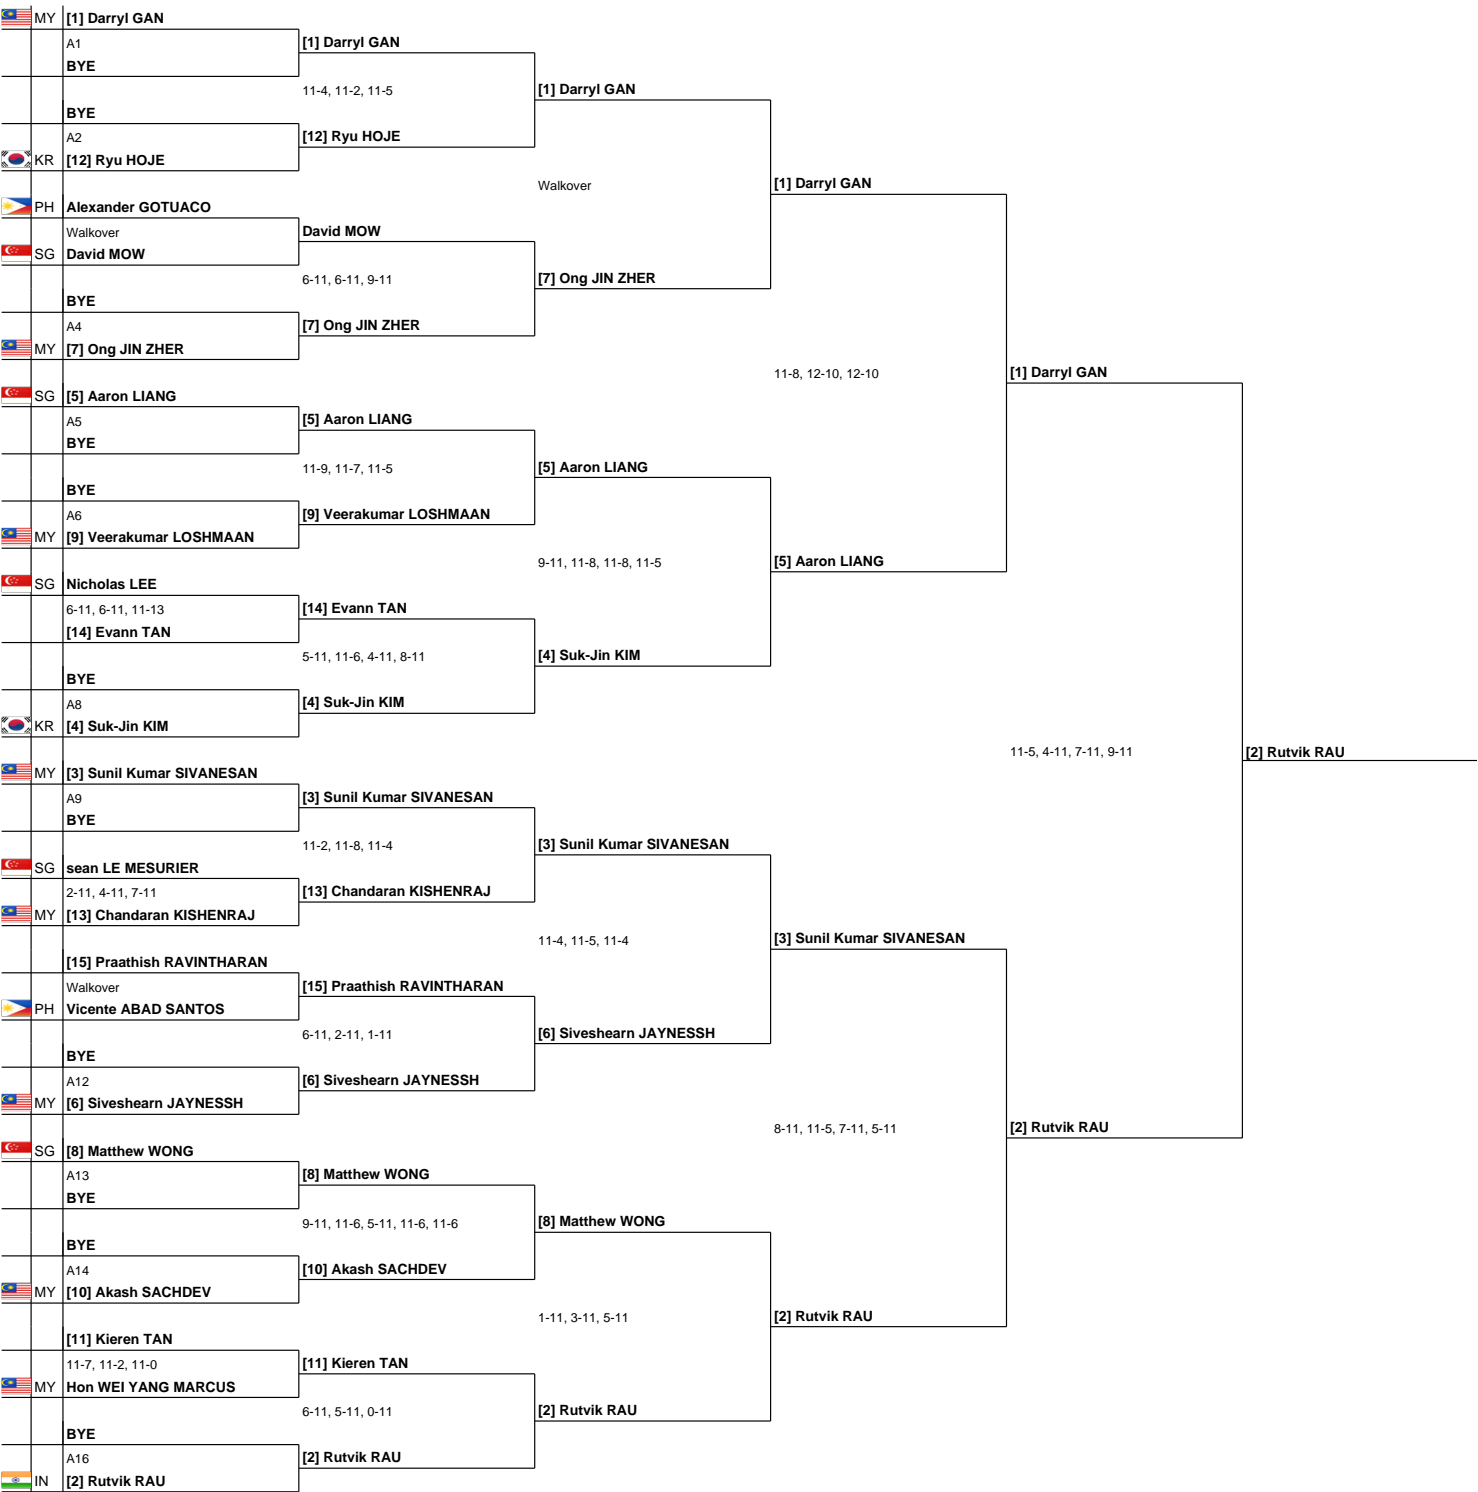 MY [1] Darryl GAN
A1 [1] Darryl GAN
BYE
11-4, 11-2, 11-5 [1] Darryl GAN
BYE
A2 [12] Ryu HOJE
KR [12] Ryu HOJE
Walkover [1] Darryl GAN
PH Alexander GOTUACO
Walkover David MOW
SG David MOW
6-11, 6-11, 9-11 [7] Ong JIN ZHER
BYE
A4 [7] Ong JIN ZHER
MY [7] Ong JIN ZHER
11-8, 12-10, 12-10 [1] Darryl GAN
SG [5] Aaron LIANG
A5 [5] Aaron LIANG
BYE
11-9, 11-7, 11-5 [5] Aaron LIANG
BYE
A6 [9] Veerakumar LOSHMAAN
MY [9] Veerakumar LOSHMAAN
9-11, 11-8, 11-8, 11-5 [5] Aaron LIANG
SG Nicholas LEE
6-11, 6-11, 11-13 [14] Evann TAN
[14] Evann TAN
5-11, 11-6, 4-11, 8-11 [4] Suk-Jin KIM
BYE
A8 [4] Suk-Jin KIM
KR [4] Suk-Jin KIM
11-5, 4-11, 7-11, 9-11 [2] Rutvik RAU
MY [3] Sunil Kumar SIVANESAN
A9 [3] Sunil Kumar SIVANESAN
BYE
11-2, 11-8, 11-4 [3] Sunil Kumar SIVANESAN
SG sean LE MESURIER
2-11, 4-11, 7-11 [13] Chandaran KISHENRAJ
MY [13] Chandaran KISHENRAJ
11-4, 11-5, 11-4 [3] Sunil Kumar SIVANESAN
[15] Praathish RAVINTHARAN
Walkover [15] Praathish RAVINTHARAN
PH Vicente ABAD SANTOS
6-11, 2-11, 1-11 [6] Siveshearn JAYNESSH
BYE
A12 [6] Siveshearn JAYNESSH
MY [6] Siveshearn JAYNESSH
8-11, 11-5, 7-11, 5-11 [2] Rutvik RAU
SG [8] Matthew WONG
A13 [8] Matthew WONG
BYE
9-11, 11-6, 5-11, 11-6, 11-6 [8] Matthew WONG
BYE
A14 [10] Akash SACHDEV
MY [10] Akash SACHDEV
1-11, 3-11, 5-11 [2] Rutvik RAU
[11] Kieren TAN
11-7, 11-2, 11-0 [11] Kieren TAN
MY Hon WEI YANG MARCUS
6-11, 5-11, 0-11 [2] Rutvik RAU
BYE
A16 [2] Rutvik RAU
IN [2] Rutvik RAU